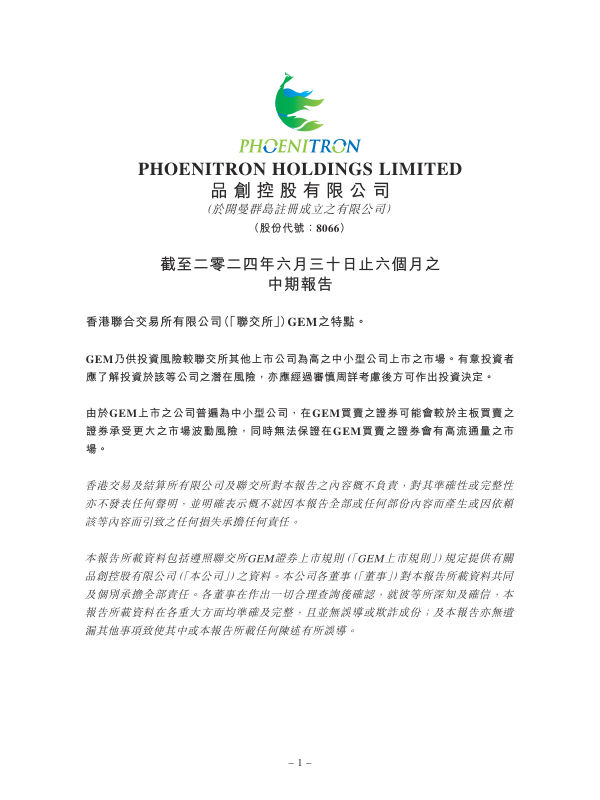 PHOENITRON
PHOENITRON HOLDINGS LIMITED
品創控股有限公司
(於開曼群島註冊成立之有限公司)
(股份代號：8066)
截至二零二四年六月三十日止六個月之
中期報告
香港聯合交易所有限公司(「聯交所」)GEM之特點。
GEM乃供投資風險較聯交所其他上市公司為高之中小型公司上市之市場。有意投資者
應了解投資於該等公司之潛在風險，亦應經過審慎周詳考慮後方可作出投資決定。
由於GEM上市之公司普遍為中小型公司，在GEM買賣之證券可能會較於主板買賣之
證券承受更大之市場波動風險，同時無法保證在GEM買賣之證券會有高流通量之市
場。
香港交易及結算所有限公司及聯交所對本報告之內容概不負責，對其準確性或完整性
亦不發表任何聲明，並明確表示概不就因本報告全部或任何部份內容而產生或因依賴
該等內容而引致之任何損失承擔任何責任。
本報告所載資料包括遵照聯交所GEM證券上市規則(「GEM上市規則」)規定提供有關
品創控股有限公司(「本公司」)之資料。本公司各董事(「董事」)對本報告所載資料共同
及個別承擔全部責任。各董事在作出一切合理查詢後確認，就彼等所深知及確信，本
報告所載資料在各重大方面均準確及完整，且並無誤導或欺詐成份；及本報告亦無遺
漏其他事項致使其中或本報告所載任何陳述有所誤導。
– 1 –